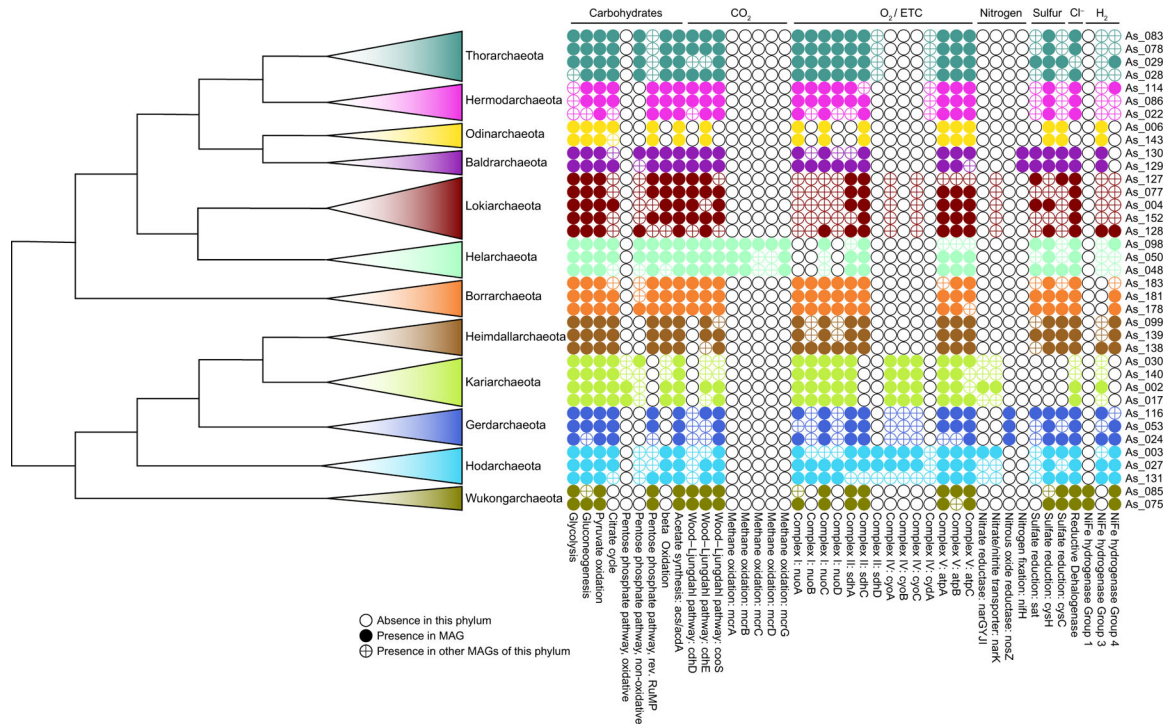 Carbohydrates CO2 O2 / ETC Nitrogen Sulfur Cl⁻ H2
Thorarchaeota
Hermodarchaeota
Odinarchaeota
Baldrarchaeota
Lokiarchaeota
Helarchaeota
Borrarchaeota
Heimdallarchaeota
Kariarchaeota
Gerdarchaeota
Hodarchaeota
Wukongarchaeota
As_083
As_078
As_029
As_028
As_114
As_086
As_022
As_006
As_143
As_130
As_129
As_127
As_077
As_004
As_152
As_128
As_098
As_050
As_048
As_183
As_181
As_178
As_099
As_139
As_138
As_030
As_140
As_002
As_017
As_116
As_053
As_024
As_003
As_027
As_131
As_085
As_075
Glycolysis
Gluconeogenesis
Pyruvate oxidation
Citrate cycle
Pentose phosphate pathway, oxidative
Pentose phosphate pathway, non-oxidative
Pentose phosphate pathway, rev. RuMP
beta Oxidation
Acetate synthesis: acs/acdA
Wood–Ljungdahl pathway: cdhD
Wood–Ljungdahl pathway: cdhE
Wood–Ljungdahl pathway: cooS
Methane oxidation: mcrA
Methane oxidation: mcrB
Methane oxidation: mcrC
Methane oxidation: mcrD
Methane oxidation: mcrG
Complex I: nuoA
Complex I: nuoB
Complex I: nuoC
Complex I: nuoD
Complex II: sdhA
Complex II: sdhC
Complex II: sdhD
Complex IV: cyoA
Complex IV: cyoB
Complex IV: cyoC
Complex IV: cydA
Complex V: atpA
Complex V: atpB
Complex V: atpC
Nitrate reductase: narGYJI
Nitrate/nitrite transporter: narK
Nitrous oxide reductase: nosZ
Nitrogen fixation: nifH
Sulfate reduction: sat
Sulfate reduction: cysH
Sulfate reduction: cysC
Reductive Dehalogenase
NiFe hydrogenase Group 1
NiFe hydrogenase Group 3
NiFe hydrogenase Group 4
Absence in this phylum
Presence in MAG
Presence in other MAGs of this phylum